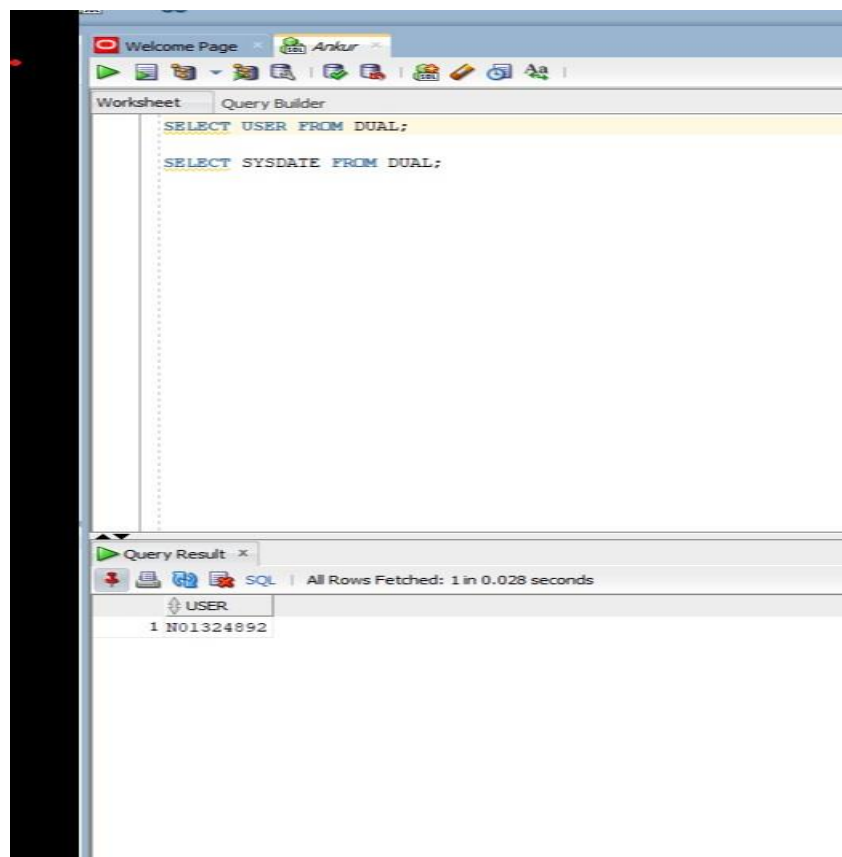 Welcome Page Ankur
Worksheet Query Builder
SELECT USER FROM DUAL;
SELECT SYSDATE FROM DUAL;
Query Result
SQL All Rows Fetched: 1 in 0.028 seconds
USER
1 N01324892